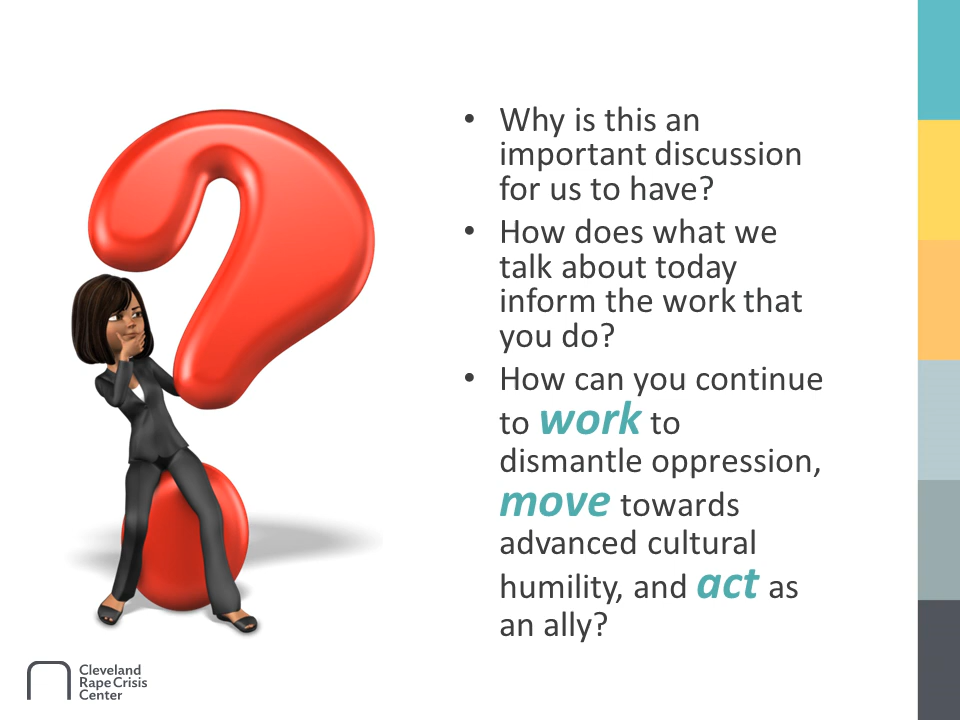 • Why is this an
important discussion
for us to have?
• How does what we
talk about today
inform the work that
you do?
• How can you continue
to work to
dismantle oppression,
move towards
advanced cultural
humility, and act as
an ally?
Cleveland
Rape Crisis
Center